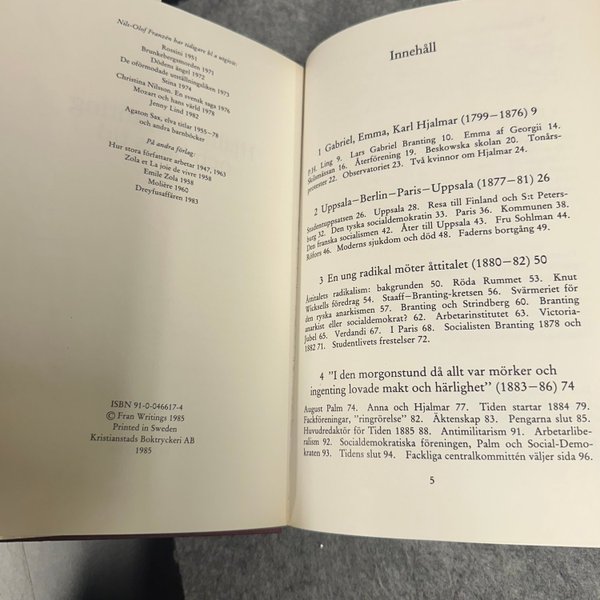 Nils-Olof Franzén har tidigare bl a utgivit:
Rossini 1951
Brunkebergsmorden 1971
Dödens ängel 1972
De oförmodade utställningsliken 1973
Stina 1974
Christina Nilsson. En svensk saga 1976
Mozart och hans värld 1978
Jenny Lind 1982
Agaton Sax, elva titlar 1955–78
och andra barnböcker
På andra förlag:
Hur stora författare arbetar 1947, 1963
Zola et La joie de vivre 1958
Emile Zola 1958
Molière 1960
Dreyfusaffären 1983
ISBN 91-0-046617-4
© Fran Writings 1985
Printed in Sweden
Kristianstads Boktryckeri AB
1985
Innehåll
1 Gabriel, Emma, Karl Hjalmar (1799–1876) 9
P.H. Ling 9. Lars Gabriel Branting 10. Emma af Georgii 14.
Skilsmässan 16. Återförening 19. Beskowska skolan 20. Tonårs-
protester 22. Observatoriet 23. Två kvinnor om Hjalmar 24.
2 Uppsala–Berlin–Paris–Uppsala (1877–81) 26
Studentuppsatsen 26. Uppsala 28. Resa till Finland och S:t Peters-
burg 32. Den tyska socialdemokratin 33. Paris 36. Kommunen 38.
Den franska socialismen 42. Åter till Uppsala 43. Fru Sohlman 44.
Röfors 46. Moderns sjukdom och död 48. Faderns bortgång 49.
3 En ung radikal möter åttitalet (1880–82) 50
Åttitalets radikalism: bakgrunden 50. Röda Rummet 53. Knut
Wicksells föredrag 54. Staaff–Branting-kretsen 56. Svärmeriet för
den tyska anarkismen 57. Branting och Strindberg 60. Branting
anarkist eller socialdemokrat? 62. Arbetarinstitutet 63. Victoria-
Jubel 65. Verdandi 67. I Paris 68. Socialisten Branting 1878 och
1882 71. Studentlivets frestelser 72.
4 "I den morgonstund då allt var mörker och
ingenting lovade makt och härlighet" (1883–86) 74
August Palm 74. Anna och Hjalmar 77. Tiden startar 1884 79.
Fackföreningar, "ringrörelse" 82. Äktenskap 83. Pengarna slut 85.
Huvudredaktör för Tiden 1885 88. Antimilitarism 91. Arbetarlibe-
ralism 92. Socialdemokratiska föreningen, Palm och Social-Demo-
kraten 93. Tidens slut 94. Fackliga centralkommittén väljer sida 96.
5